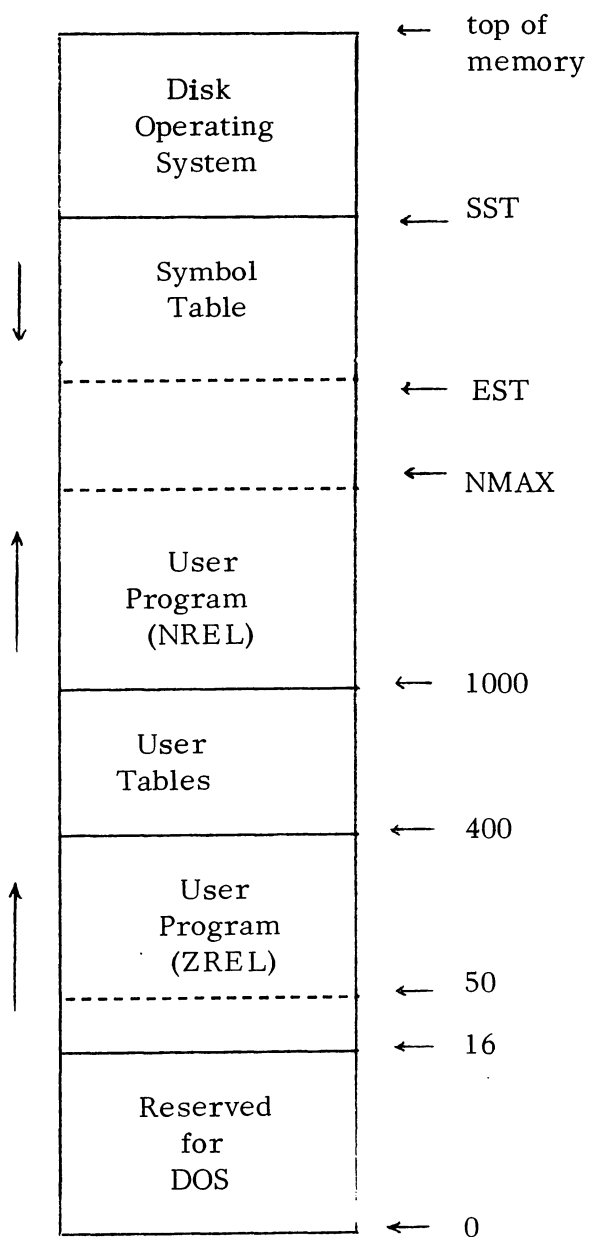 top of
memory
Disk
Operating
System
SST
Symbol
Table
EST
NMAX
User
Program
(NREL)
1000
User
Tables
400
User
Program
(ZREL)
50
16
Reserved
for
DOS
0